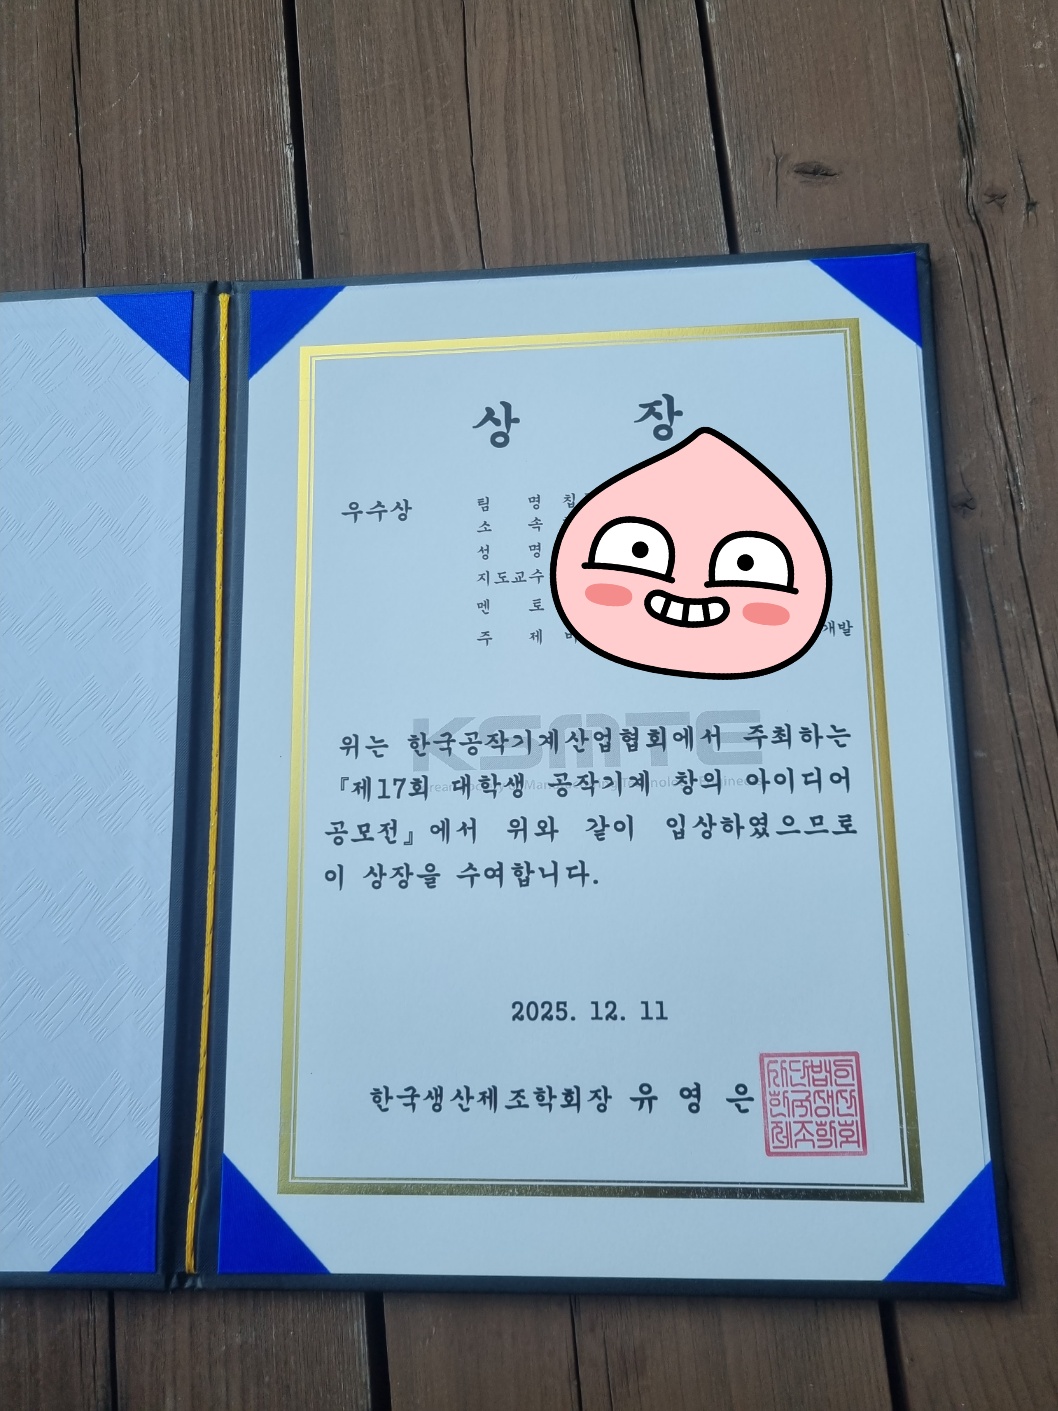 상 장
우수상
팀 명 칩
소 속
성 명
지도교수
멘 토
주 제
개발
KSMTE
위는 한국공작기계산업협회에서 주최하는
『제17회 대학생 공작기계 창의 아이디어
공모전』에서 위와 같이 입상하였으므로
이 상장을 수여합니다.
2025. 12. 11
한국생산제조학회장 유 영 은